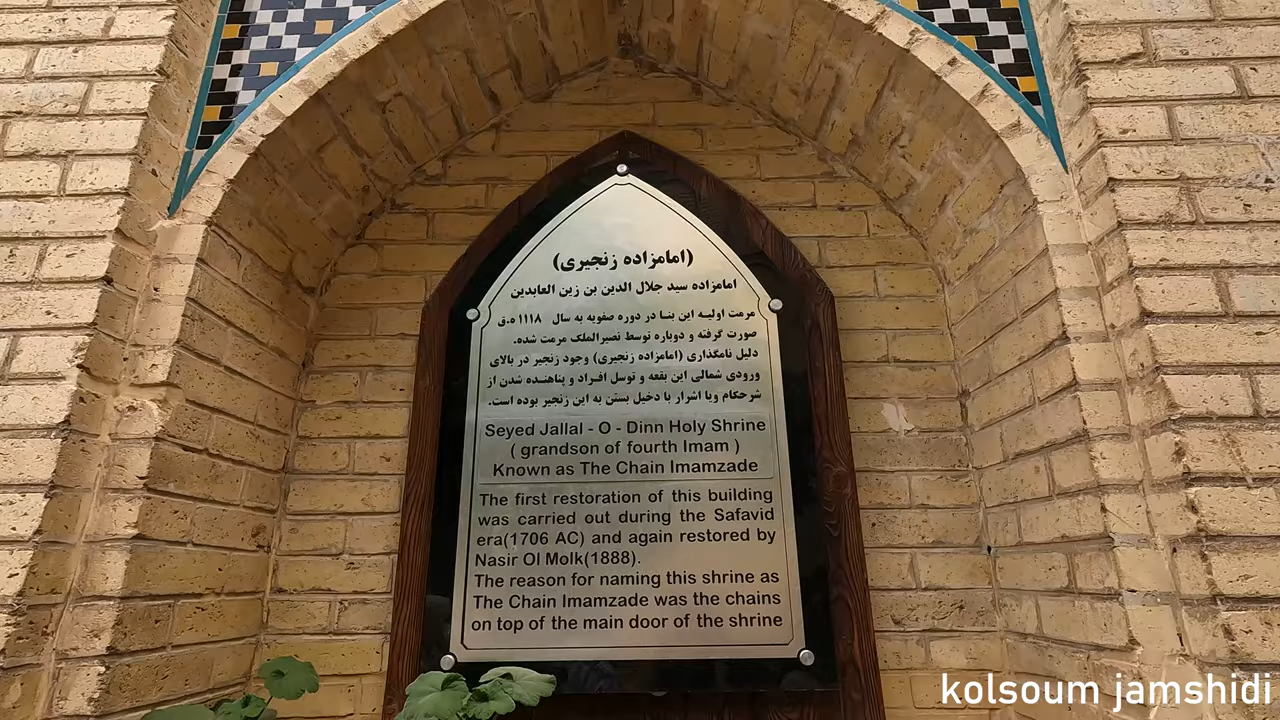 (امامزاده زنجیری)
امامزاده سید جلال الدین بن زین العابدین
مرمت اولیه این بنا در دوره صفویه به سال ۱۱۱۸ ه.ق
صورت گرفته و دوباره توسط نصیرالملک مرمت شده.
دلیل نامگذاری (امامزاده زنجیری) وجود زنجیر در بالای
ورودی شمالی این بقعه و توسل افراد و پناهنده شدن از
شرحکام ویا اشرار با دخیل بستن به این زنجیر بوده است.
Seyed Jallal - O - Dinn Holy Shrine
( grandson of fourth Imam )
Known as The Chain Imamzade
The first restoration of this building
was carried out during the Safavid
era(1706 AC) and again restored by
Nasir Ol Molk(1888).
The reason for naming this shrine as
The Chain Imamzade was the chains
on top of the main door of the shrine
kolsoum jamshidi